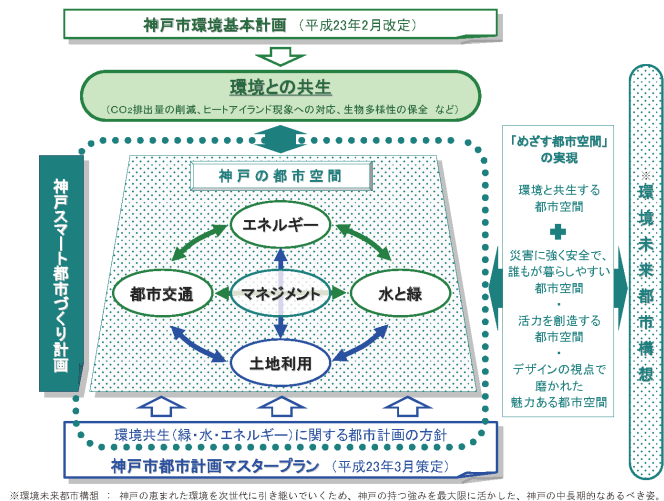 神戸市環境基本計画 (平成23年2月改定)
環境との共生
(CO2排出量の削減、ヒートアイランド現象への対応、生物多様性の保全 など)
神戸スマート都市づくり計画
神戸の都市空間
エネルギー
都市交通
マネジメント
水と緑
土地利用
環境共生(緑・水・エネルギー)に関する都市計画の方針
神戸市都市計画マスタープラン (平成23年3月策定)
「めざす都市空間」
の実現
環境と共生する
都市空間
災害に強く安全で、
誰もが暮らしやすい
都市空間
・
活力を創造する
都市空間
・
デザインの視点で
磨かれた
魅力ある都市空間
※環境未来都市構想
※環境未来都市構想 : 神戸の恵まれた環境を次世代に引き継いでいくため、神戸の持つ強みを最大限に活かした、神戸の中長期的なあるべき姿。